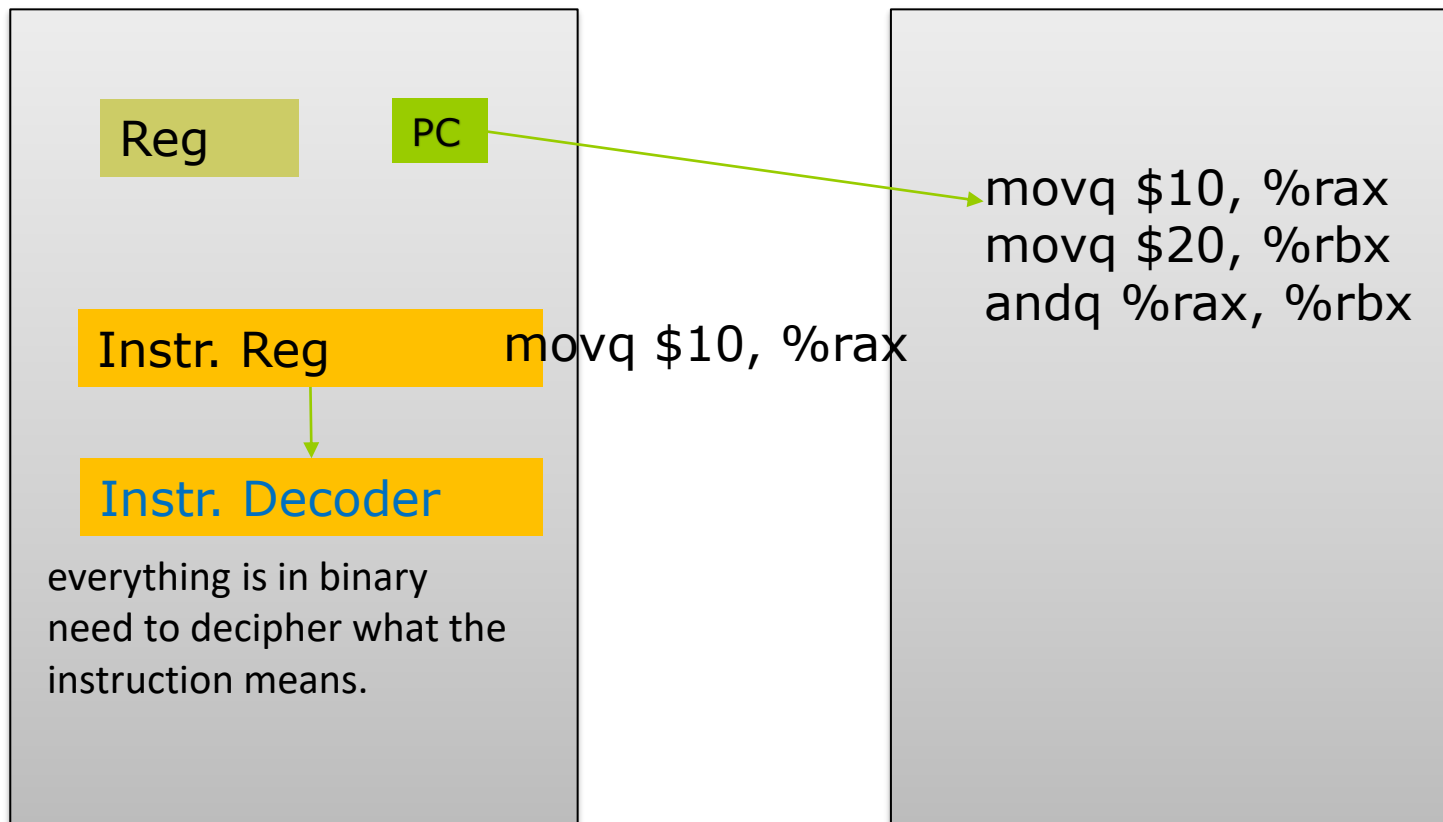 Reg
PC
Instr. Reg
movq $10, %rax
Instr. Decoder
everything is in binary
need to decipher what the
instruction means.
movq $10, %rax
movq $20, %rbx
andq %rax, %rbx